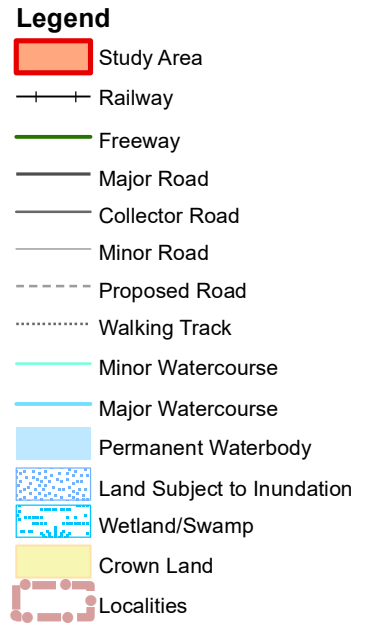 Legend
Study Area
Railway
Freeway
Major Road
Collector Road
Minor Road
Proposed Road
Walking Track
Minor Watercourse
Major Watercourse
Permanent Waterbody
Land Subject to Inundation
Wetland/Swamp
Crown Land
Localities